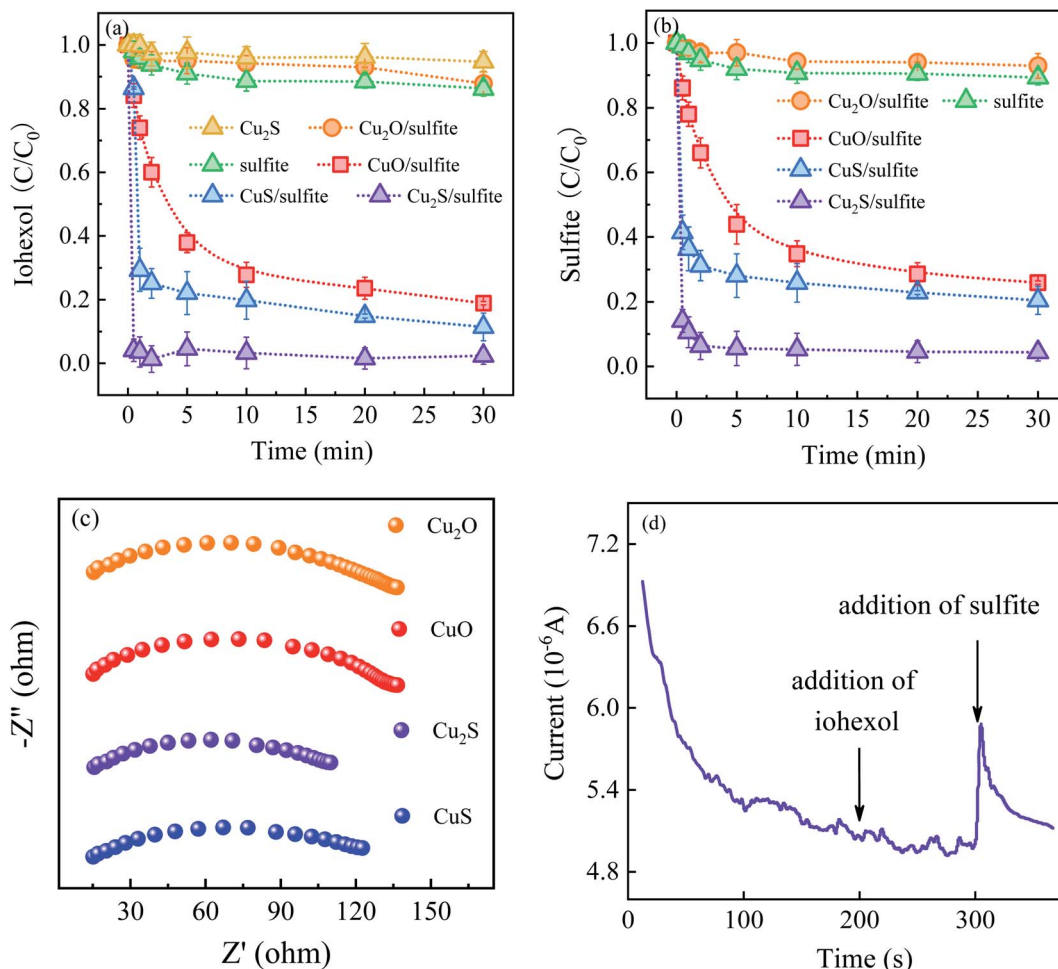 (a)
1.0
0.8
0.6
0.4
0.2
0.0
Iohexol (C/C₀)
Cu₂S
Cu₂O/sulfite
sulfite
CuO/sulfite
CuS/sulfite
Cu₂S/sulfite
0 5 10 15 20 25 30
Time (min)
(b)
1.0
0.8
0.6
0.4
0.2
0.0
Sulfite (C/C₀)
Cu₂O/sulfite
sulfite
CuO/sulfite
CuS/sulfite
Cu₂S/sulfite
0 5 10 15 20 25 30
Time (min)
(c)
-Z'' (ohm)
Cu₂O
CuO
Cu₂S
CuS
30 60 90 120 150
Z' (ohm)
(d)
7.2
6.6
6.0
5.4
4.8
Current (10⁻⁶A)
addition of sulfite
addition of
iohexol
0 100 200 300
Time (s)